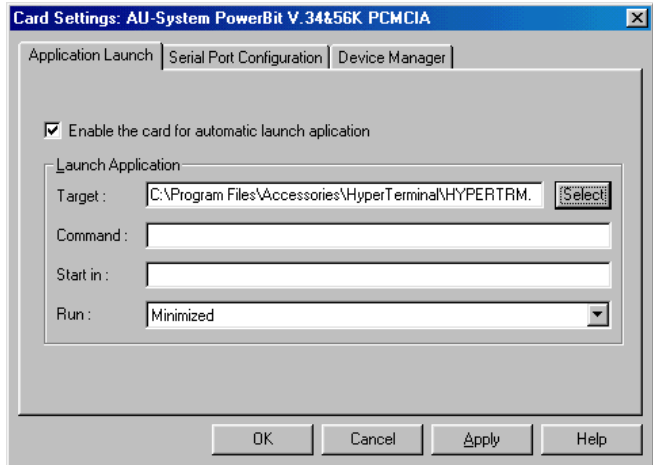 Card Settings: AU-System PowerBit V.34&56K PCMCIA
Application Launch Serial Port Configuration Device Manager
Enable the card for automatic launch aplication
Launch Application
Target : C:\Program Files\Accessories\HyperTerminal\HYPERTRM. Select
Command :
Start in :
Run : Minimized
OK Cancel Apply Help